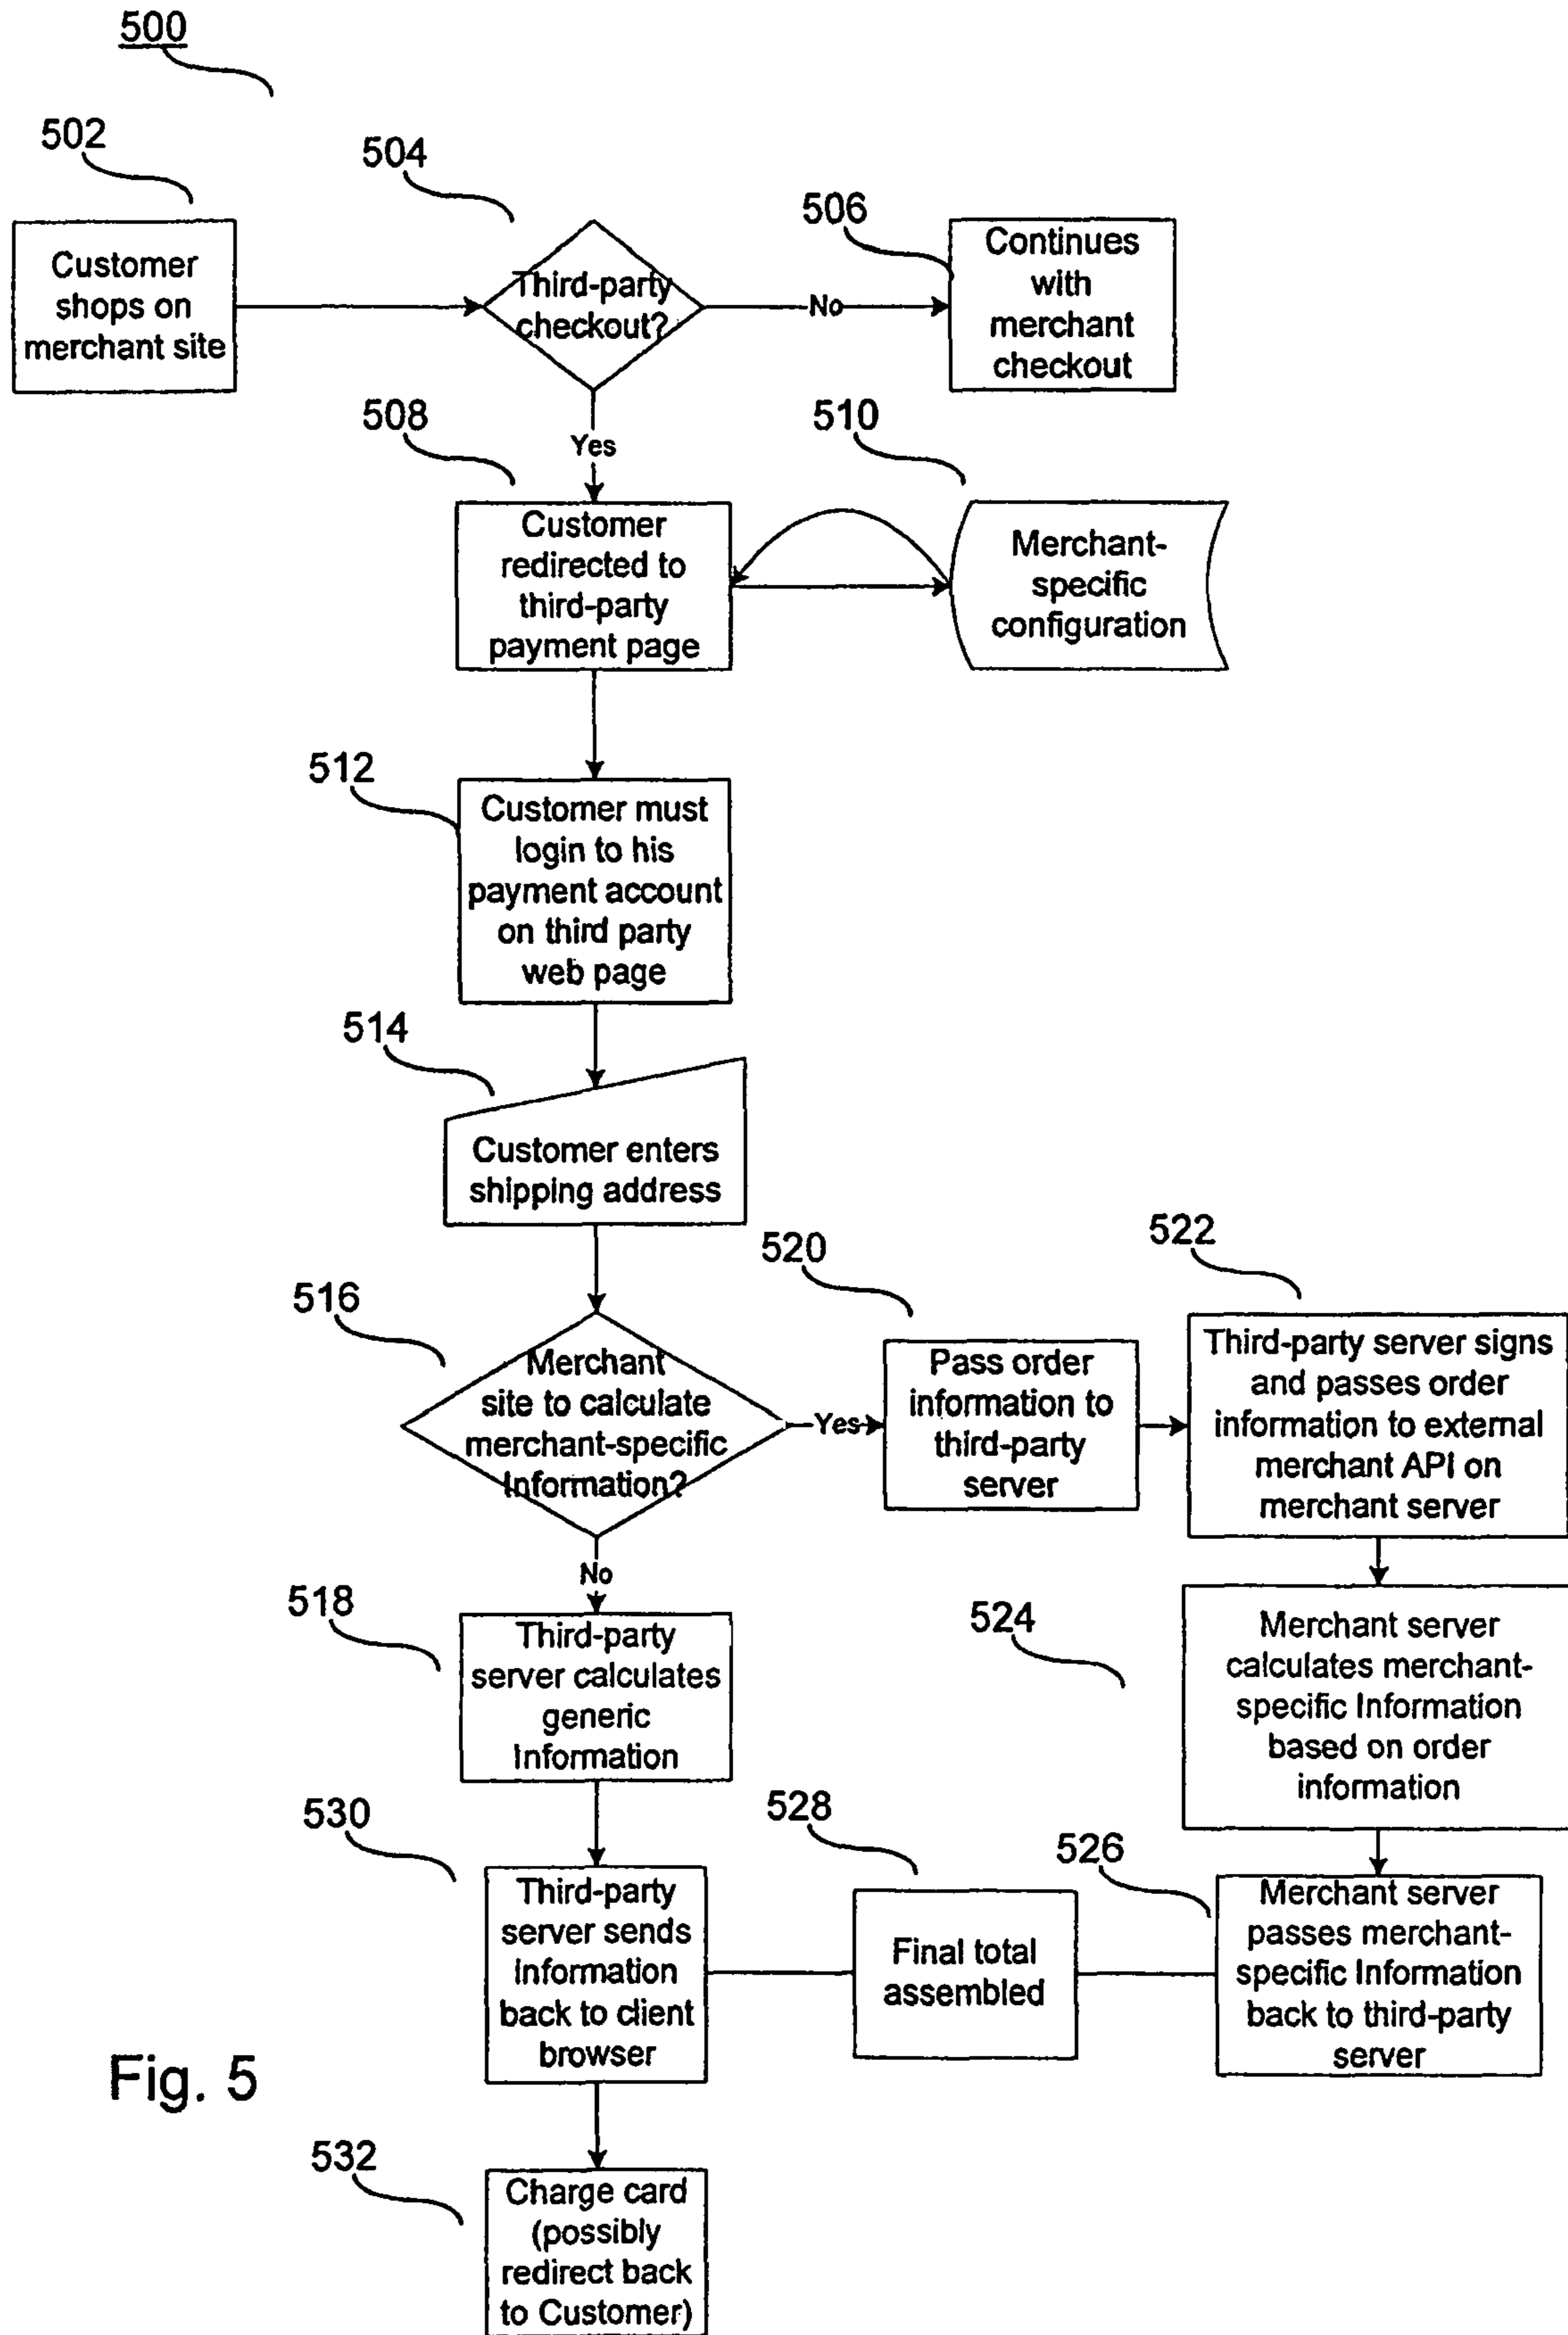 500
502
504
506
Customer
shops on
merchant site
Third-party
checkout?
No
Continues
with
merchant
checkout
Yes
508
510
Customer
redirected to
third-party
payment page
Merchant-
specific
configuration
512
Customer must
login to his
payment account
on third party
web page
514
Customer enters
shipping address
516
Merchant
site to calculate
merchant-specific
Information?
Yes
520
Pass order
information to
third-party
server
522
Third-party server signs
and passes order
information to external
merchant API on
merchant server
No
518
Third-party
server calculates
generic
Information
524
Merchant server
calculates merchant-
specific Information
based on order
information
530
Third-party
server sends
Information
back to client
browser
528
Final total
assembled
526
Merchant server
passes merchant-
specific Information
back to third-party
server
Fig. 5
532
Charge card
(possibly
redirect back
to Customer)